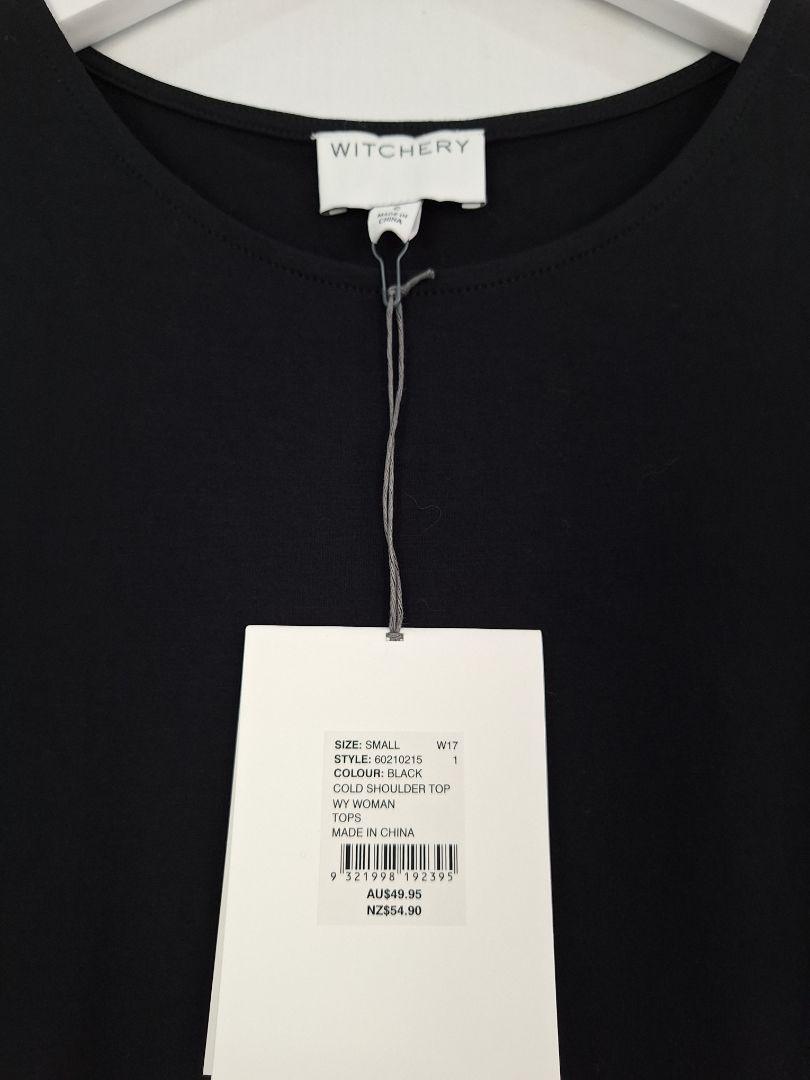 WITCHERY
MADE IN
CHINA
SIZE: SMALL W17
STYLE: 60210215 1
COLOUR: BLACK
COLD SHOULDER TOP
WY WOMAN
TOPS
MADE IN CHINA
9 321998 192395
AU$49.95
NZ$54.90